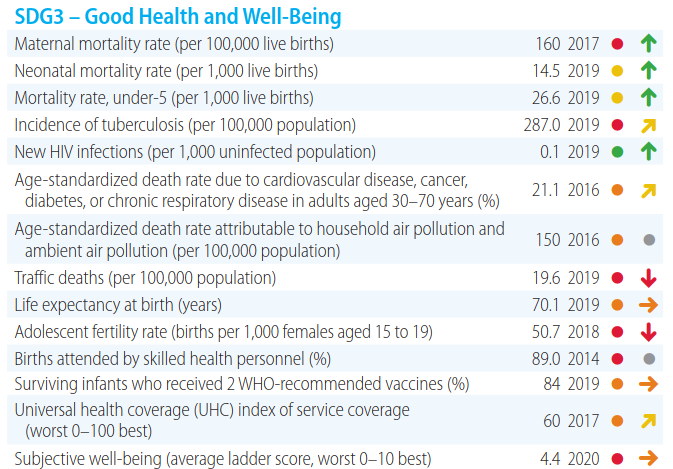 SDG3 – Good Health and Well-Being
Maternal mortality rate (per 100,000 live births) 160 2017
Neonatal mortality rate (per 1,000 live births) 14.5 2019
Mortality rate, under-5 (per 1,000 live births) 26.6 2019
Incidence of tuberculosis (per 100,000 population) 287.0 2019
New HIV infections (per 1,000 uninfected population) 0.1 2019
Age-standardized death rate due to cardiovascular disease, cancer,
diabetes, or chronic respiratory disease in adults aged 30–70 years (%) 21.1 2016
Age-standardized death rate attributable to household air pollution and
ambient air pollution (per 100,000 population) 150 2016
Traffic deaths (per 100,000 population) 19.6 2019
Life expectancy at birth (years) 70.1 2019
Adolescent fertility rate (births per 1,000 females aged 15 to 19) 50.7 2018
Births attended by skilled health personnel (%) 89.0 2014
Surviving infants who received 2 WHO-recommended vaccines (%) 84 2019
Universal health coverage (UHC) index of service coverage
(worst 0–100 best) 60 2017
Subjective well-being (average ladder score, worst 0–10 best) 4.4 2020